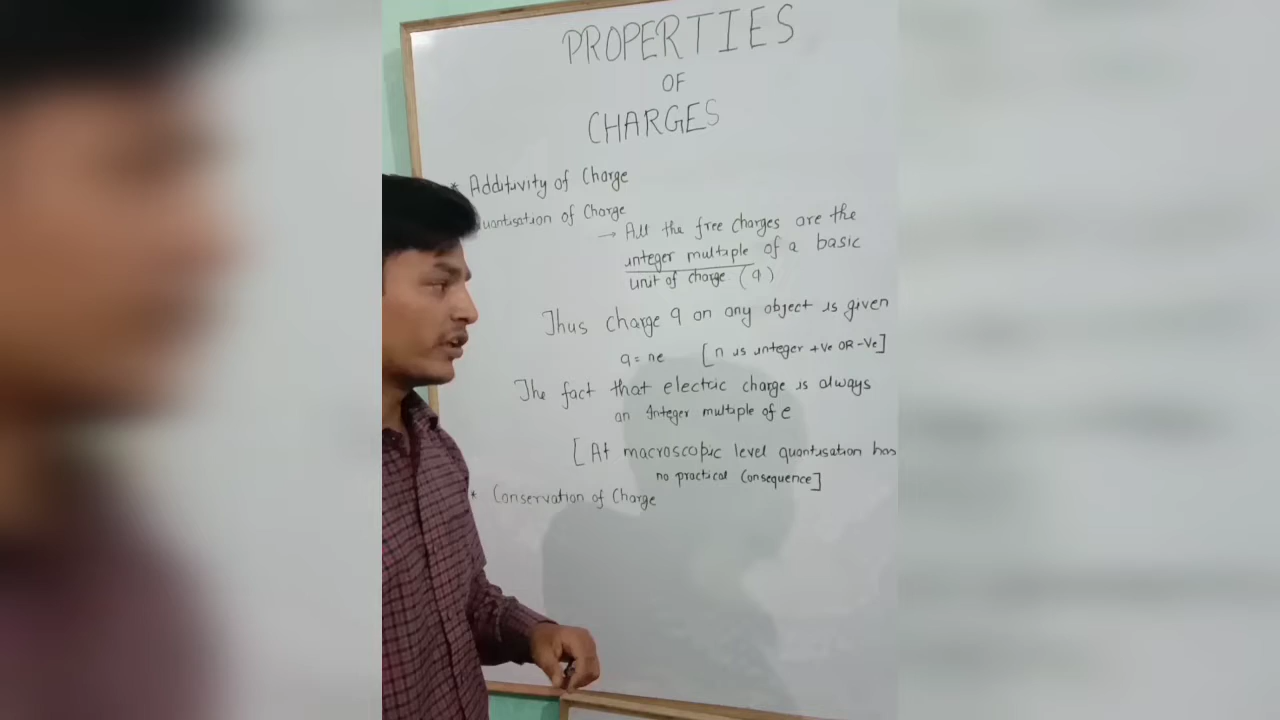 PROPERTIES
OF
CHARGES
* Additivity of Charge
uantisation of Charge
→ All the free charges are the
integer multiple of a basic
unit of charge (q)
Thus charge q on any object is given
q = ne [n is integer +ve OR -ve]
The fact that electric charge is always
an Integer multiple of e
[At macroscopic level quantisation has
no practical Consequence]
* Conservation of Charge